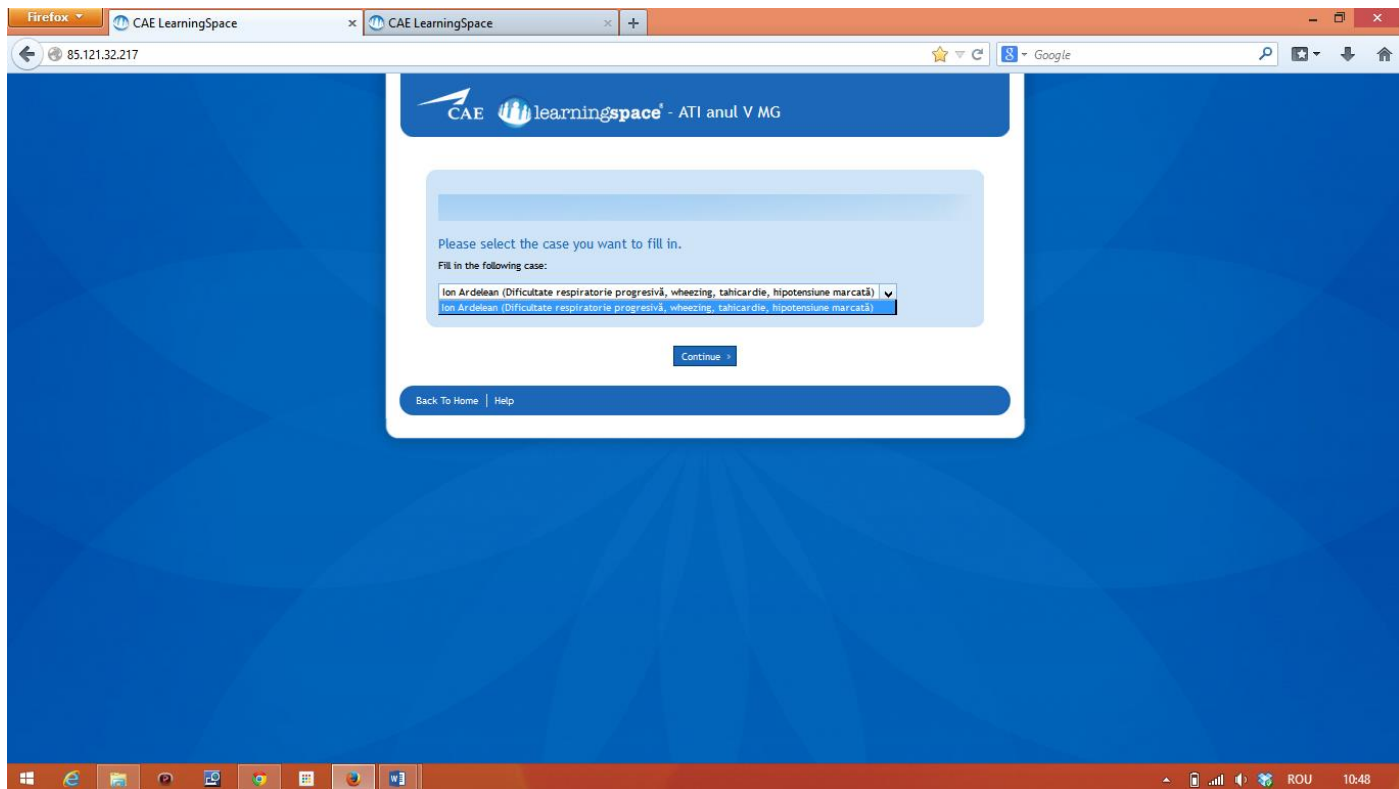 Firefox
CAE LearningSpace
CAE LearningSpace
85.121.32.217
Google
CAE learningspace® - ATI anul V MG
Please select the case you want to fill in.
Fill in the following case:
Ion Ardelean (Dificultate respiratorie progresivă, wheezing, tahicardie, hipotensiune marcată)
Ion Ardelean (Dificultate respiratorie progresivă, wheezing, tahicardie, hipotensiune marcată)
Continue »
Back To Home | Help
ROU 10:48